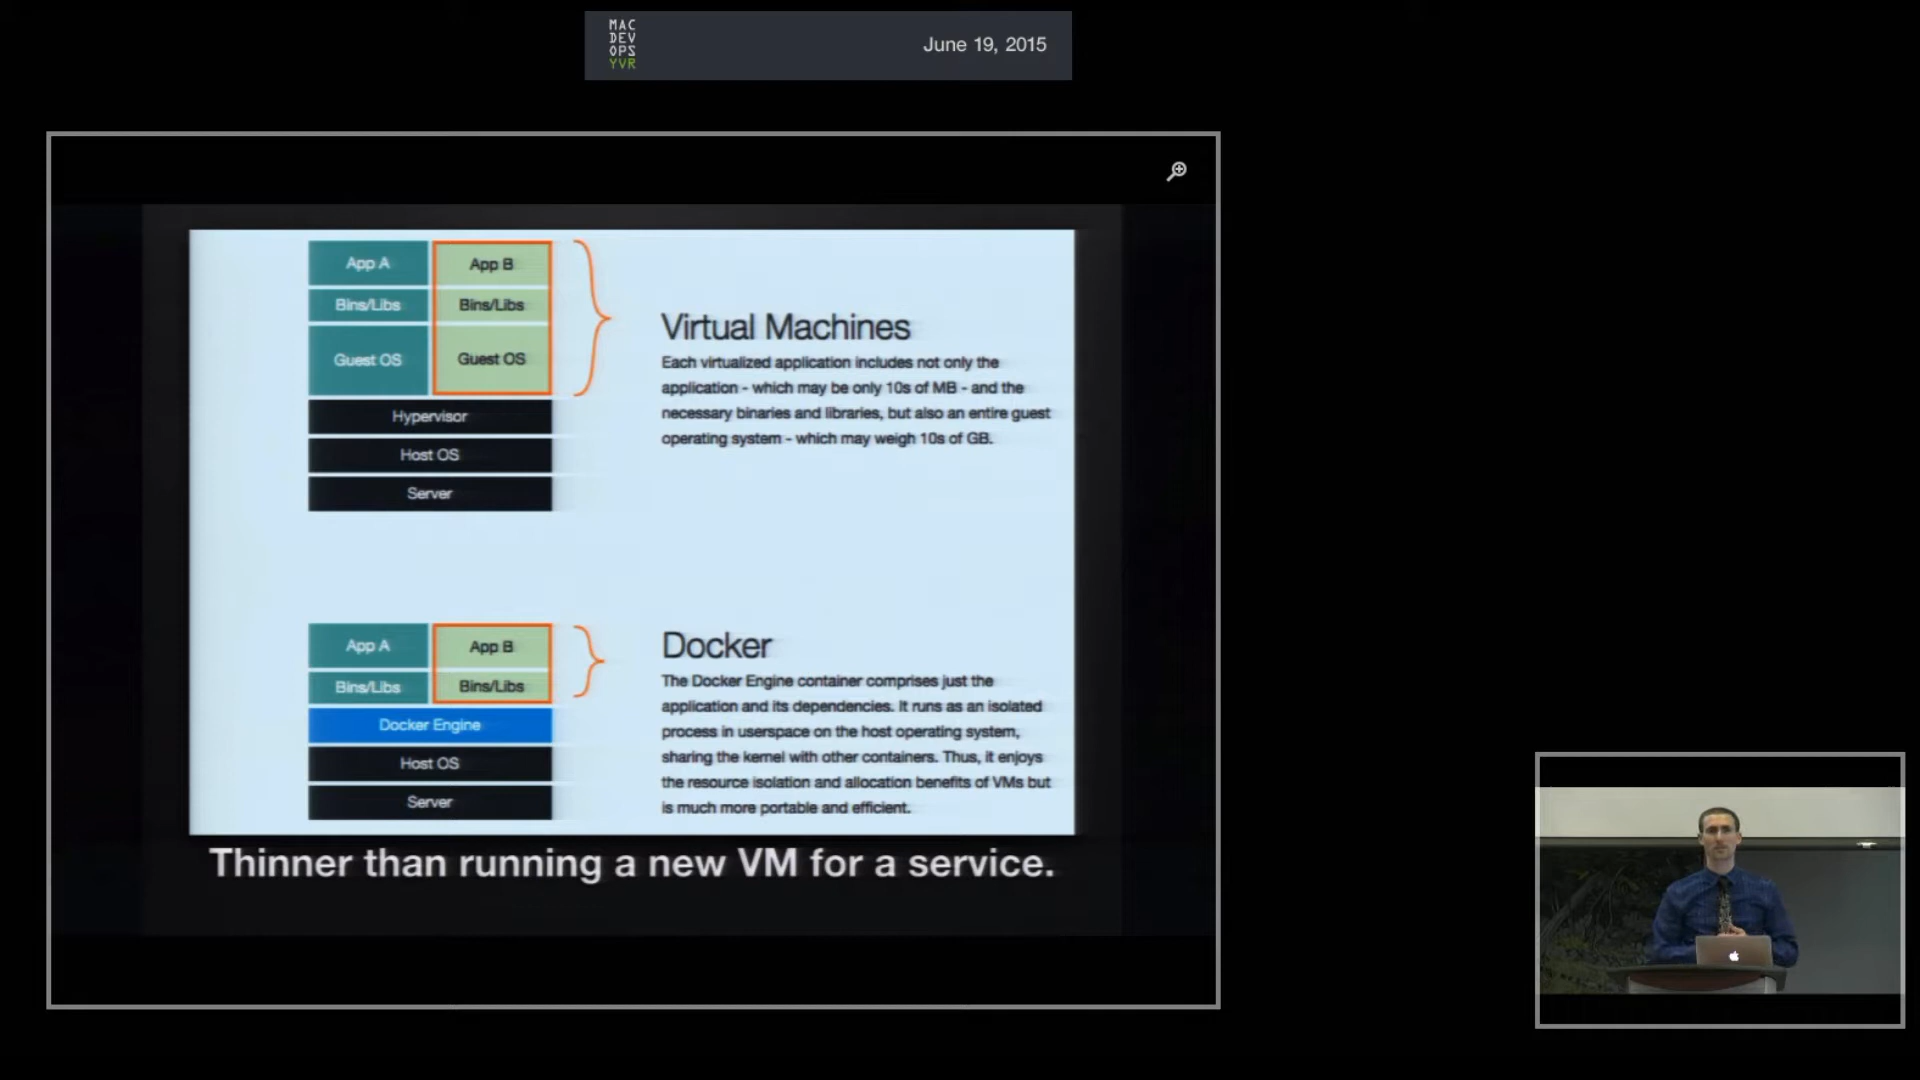 MAC
DEV
OPS
YVR
June 19, 2015
App A
App B
Bins/Libs
Bins/Libs
Guest OS
Guest OS
Hypervisor
Host OS
Server
Virtual Machines
Each virtualized application includes not only the
application - which may be only 10s of MB - and the
necessary binaries and libraries, but also an entire guest
operating system - which may weigh 10s of GB.
App A
App B
Bins/Libs
Bins/Libs
Docker Engine
Host OS
Server
Docker
The Docker Engine container comprises just the
application and its dependencies. It runs as an isolated
process in userspace on the host operating system,
sharing the kernel with other containers. Thus, it enjoys
the resource isolation and allocation benefits of VMs but
is much more portable and efficient.
Thinner than running a new VM for a service.